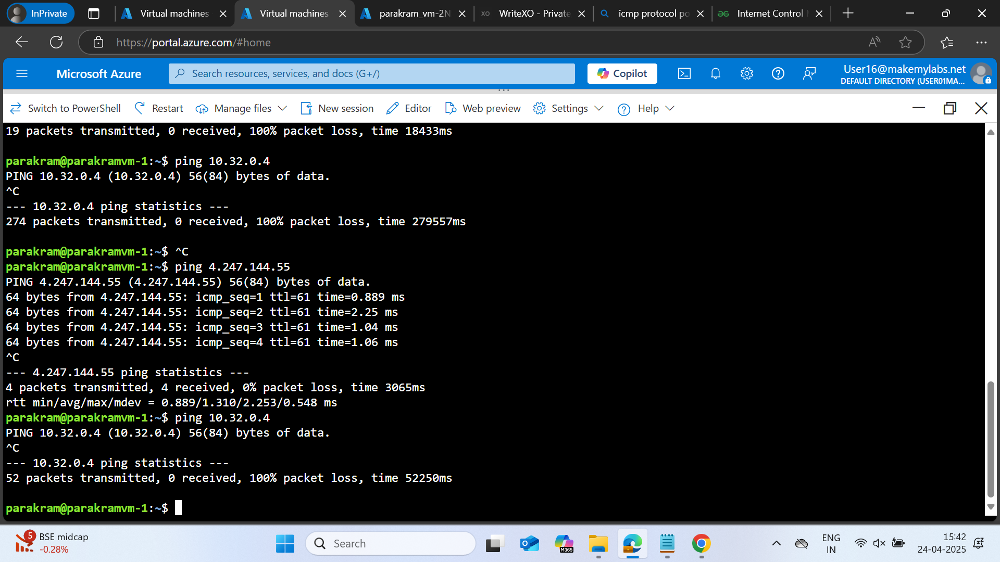 InPrivate
Virtual machines
Virtual machines
parakram_vm-2N
XO WriteXO - Private
icmp protocol po
Internet Control
https://portal.azure.com/#home
Microsoft Azure
Search resources, services, and docs (G+/)
Copilot
User16@makemylabs.net
DEFAULT DIRECTORY (USER01MA...
Switch to PowerShell
Restart
Manage files
New session
Editor
Web preview
Settings
Help
19 packets transmitted, 0 received, 100% packet loss, time 18433ms
parakram@parakramvm-1:~$ ping 10.32.0.4
PING 10.32.0.4 (10.32.0.4) 56(84) bytes of data.
^C
--- 10.32.0.4 ping statistics ---
274 packets transmitted, 0 received, 100% packet loss, time 279557ms
parakram@parakramvm-1:~$ ^C
parakram@parakramvm-1:~$ ping 4.247.144.55
PING 4.247.144.55 (4.247.144.55) 56(84) bytes of data.
64 bytes from 4.247.144.55: icmp_seq=1 ttl=61 time=0.889 ms
64 bytes from 4.247.144.55: icmp_seq=2 ttl=61 time=2.25 ms
64 bytes from 4.247.144.55: icmp_seq=3 ttl=61 time=1.04 ms
64 bytes from 4.247.144.55: icmp_seq=4 ttl=61 time=1.06 ms
^C
--- 4.247.144.55 ping statistics ---
4 packets transmitted, 4 received, 0% packet loss, time 3065ms
rtt min/avg/max/mdev = 0.889/1.310/2.253/0.548 ms
parakram@parakramvm-1:~$ ping 10.32.0.4
PING 10.32.0.4 (10.32.0.4) 56(84) bytes of data.
^C
--- 10.32.0.4 ping statistics ---
52 packets transmitted, 0 received, 100% packet loss, time 52250ms
parakram@parakramvm-1:~$
5
BSE midcap
-0.28%
Search
M365
ENG
IN
15:42
24-04-2025